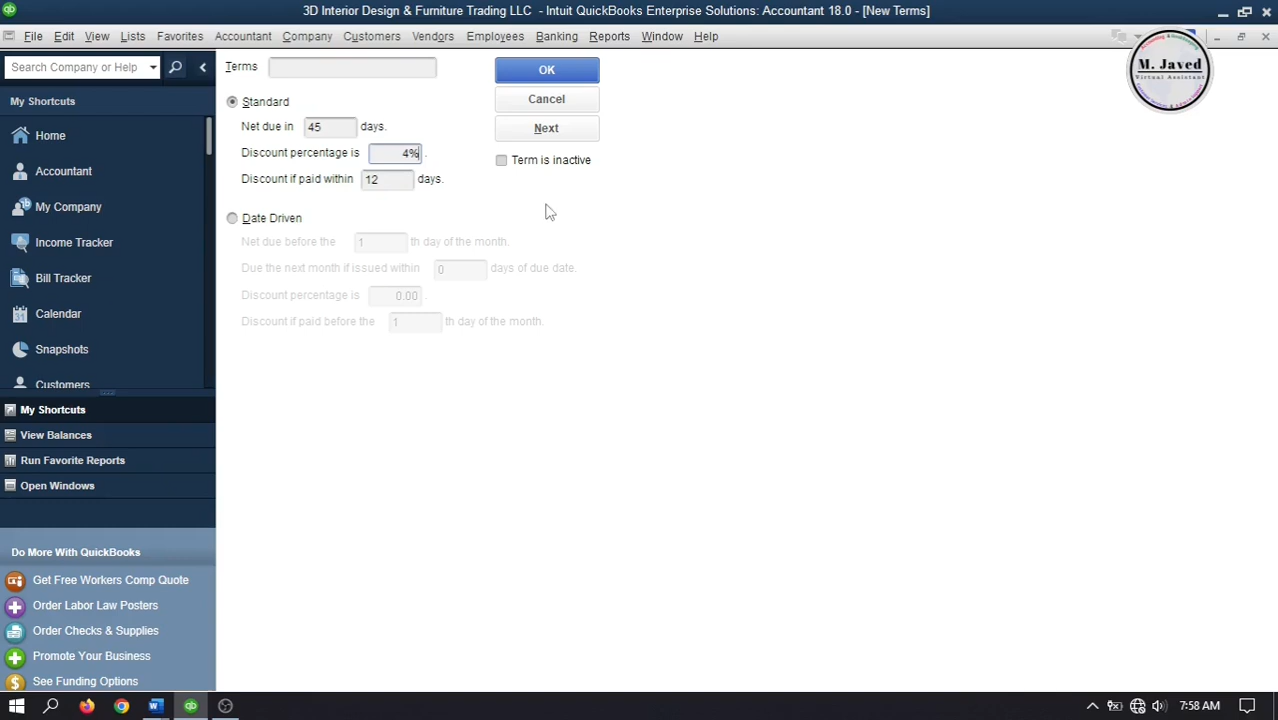 3D Interior Design & Furniture Trading LLC - Intuit QuickBooks Enterprise Solutions: Accountant 18.0 - [New Terms]
File Edit View Lists Favorites Accountant Company Customers Vendors Employees Banking Reports Window Help
Search Company or Help
My Shortcuts
Home
Accountant
My Company
Income Tracker
Bill Tracker
Calendar
Snapshots
Customers
My Shortcuts
View Balances
Run Favorite Reports
Open Windows
Do More With QuickBooks
Get Free Workers Comp Quote
Order Labor Law Posters
Order Checks & Supplies
Promote Your Business
See Funding Options
Terms
Standard
Net due in 45 days.
Discount percentage is 4% .
Discount if paid within 12 days.
Date Driven
Net due before the 1 th day of the month.
Due the next month if issued within 0 days of due date.
Discount percentage is 0.00 .
Discount if paid before the 1 th day of the month.
OK
Cancel
Next
Term is inactive
M. Javed
Virtual Assistant
7:58 AM